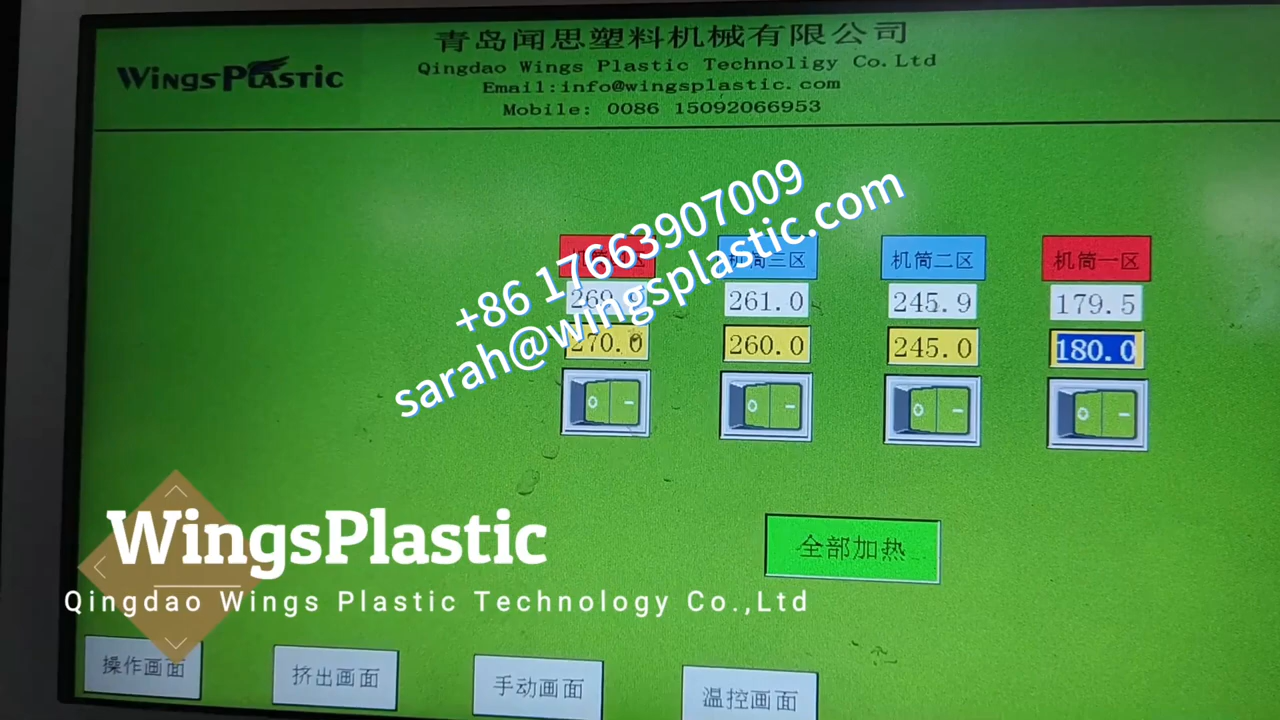 WingsPlastic
青岛闻思塑料机械有限公司
Qingdao Wings Plastic Technoligy Co.Ltd
Email:info@wingsplastic.com
Mobile: 0086 15092066953
+86 17663907009
sarah@wingsplastic.com
机筒三区 机筒二区 机筒一区
261.0 245.9 179.5
270.0 260.0 245.0 180.0
全部加热
WingsPlastic
Qingdao Wings Plastic Technology Co.,Ltd
操作画面 挤出画面 手动画面 温控画面